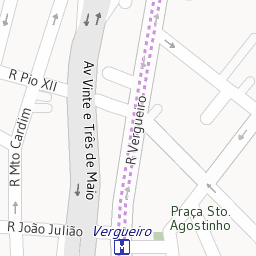 R Pio XII
Av Vinte e Três de Maio
R Vergueiro
R Mto Cardim
Praça Sto.
Agostinho
R João Julião
Vergueiro
M